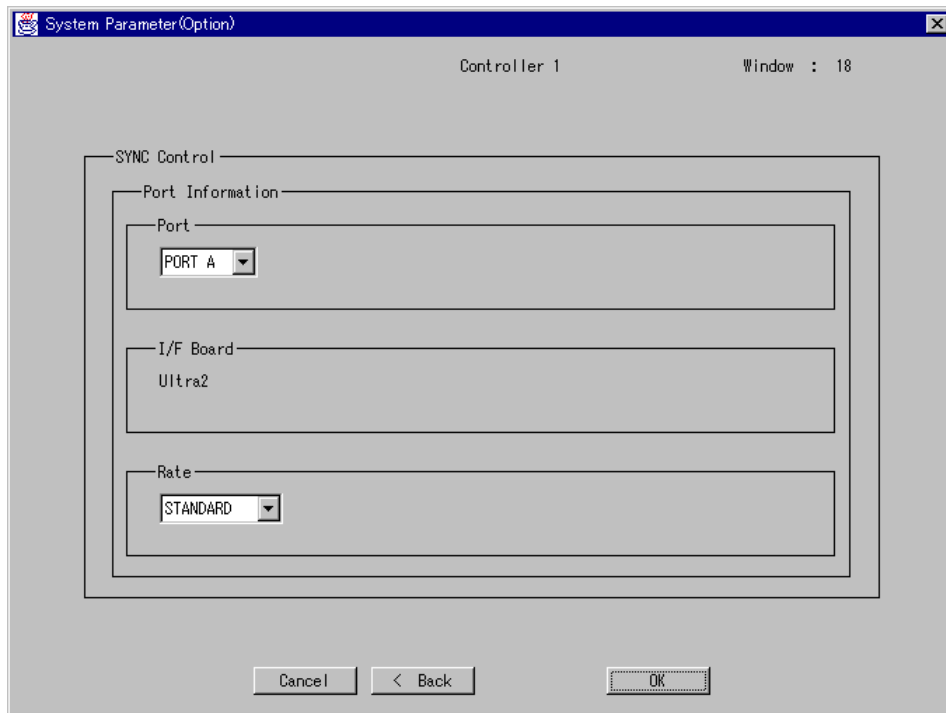 System Parameter(Option)
Controller 1
Window : 18
SYNC Control
Port Information
Port
PORT A
I/F Board
Ultra2
Rate
STANDARD
Cancel
< Back
OK